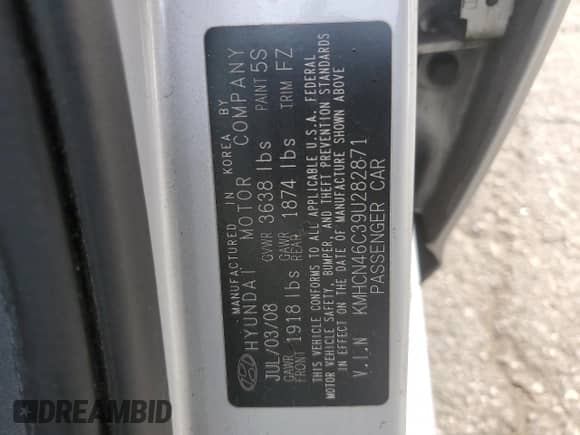 MANUFACTURED IN KOREA BY
HYUNDAI MOTOR COMPANY
JUL/03/08 GVWR 3638 lbs PAINT 5S
GAWR FRONT 1918 lbs GAWR REAR 1874 lbs TRIM FZ
THIS VEHICLE CONFORMS TO ALL APPLICABLE U.S.A. FEDERAL
MOTOR VEHICLE SAFETY, BUMPER, AND THEFT PREVENTION STANDARDS
IN EFFECT ON THE DATE OF MANUFACTURE SHOWN ABOVE
V.I.N KMHCN46C39U282871
PASSENGER CAR
DREAMBID